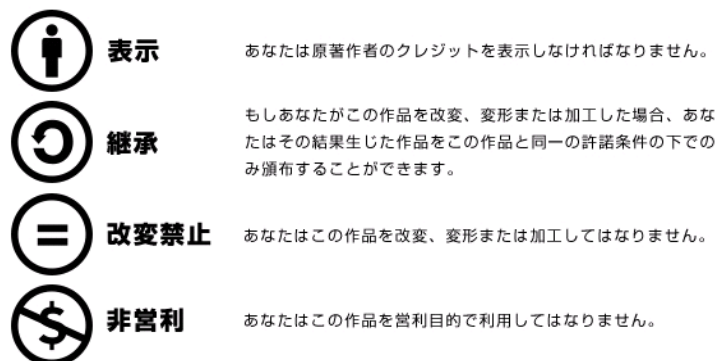 表示
あなたは原著作者のクレジットを表示しなければなりません。
継承
もしあなたがこの作品を改変、変形または加工した場合、あな
たはその結果生じた作品をこの作品と同一の許諾条件の下での
み頒布することができます。
改変禁止
あなたはこの作品を改変、変形または加工してはなりません。
非営利
あなたはこの作品を営利目的で利用してはなりません。